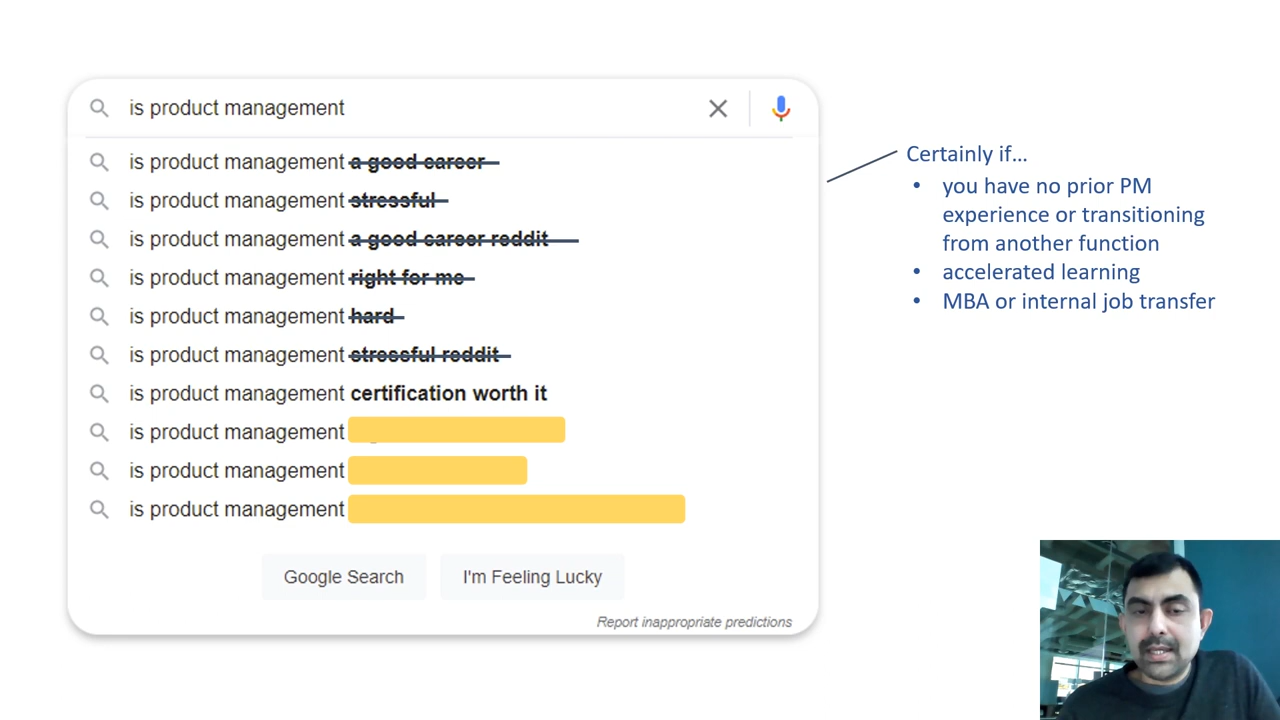 is product management
is product management a good career
is product management stressful
is product management a good career reddit
is product management right for me
is product management hard
is product management stressful reddit
is product management certification worth it
is product management
is product management
is product management
Google Search
I'm Feeling Lucky
Report inappropriate predictions
Certainly if…
• you have no prior PM
experience or transitioning
from another function
• accelerated learning
• MBA or internal job transfer